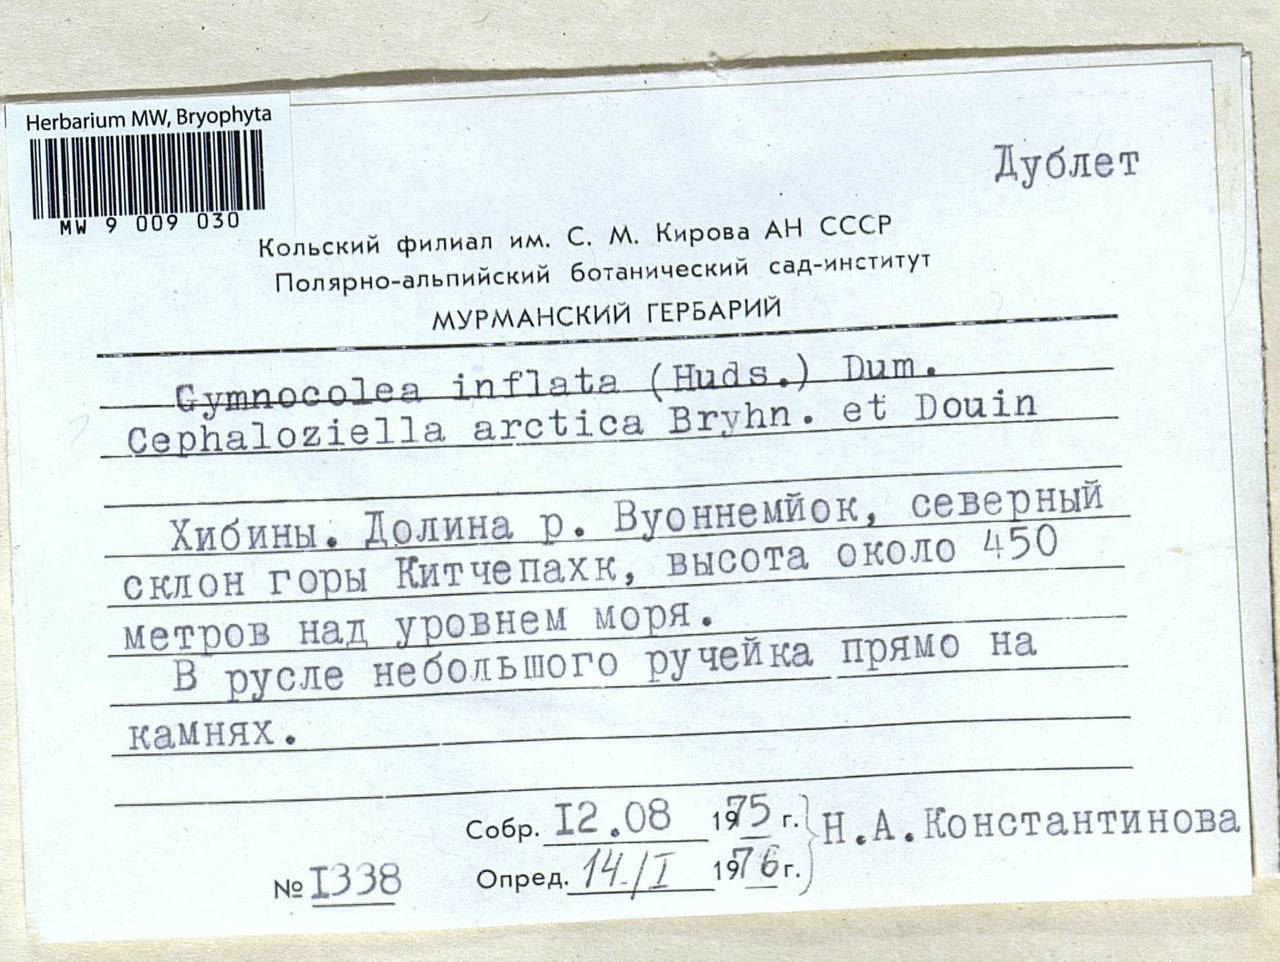 Herbarium MW, Bryophyta
MW 9 009 030
Дублет
Кольский филиал им. С. М. Кирова АН СССР
Полярно-альпийский ботанический сад-институт
МУРМАНСКИЙ ГЕРБАРИЙ
Gymnocolea inflata (Huds.) Dum.
Cephaloziella arctica Bryhn. et Douin
Хибины. Долина р. Вуоннемйок, северный
склон горы Китчепахк, высота около 450
метров над уровнем моря.
В русле небольшого ручейка прямо на
камнях.
Собр. I2.08 1975 г. Н.А.Константинова
№ I338 Опред. 14/I 1976 г.